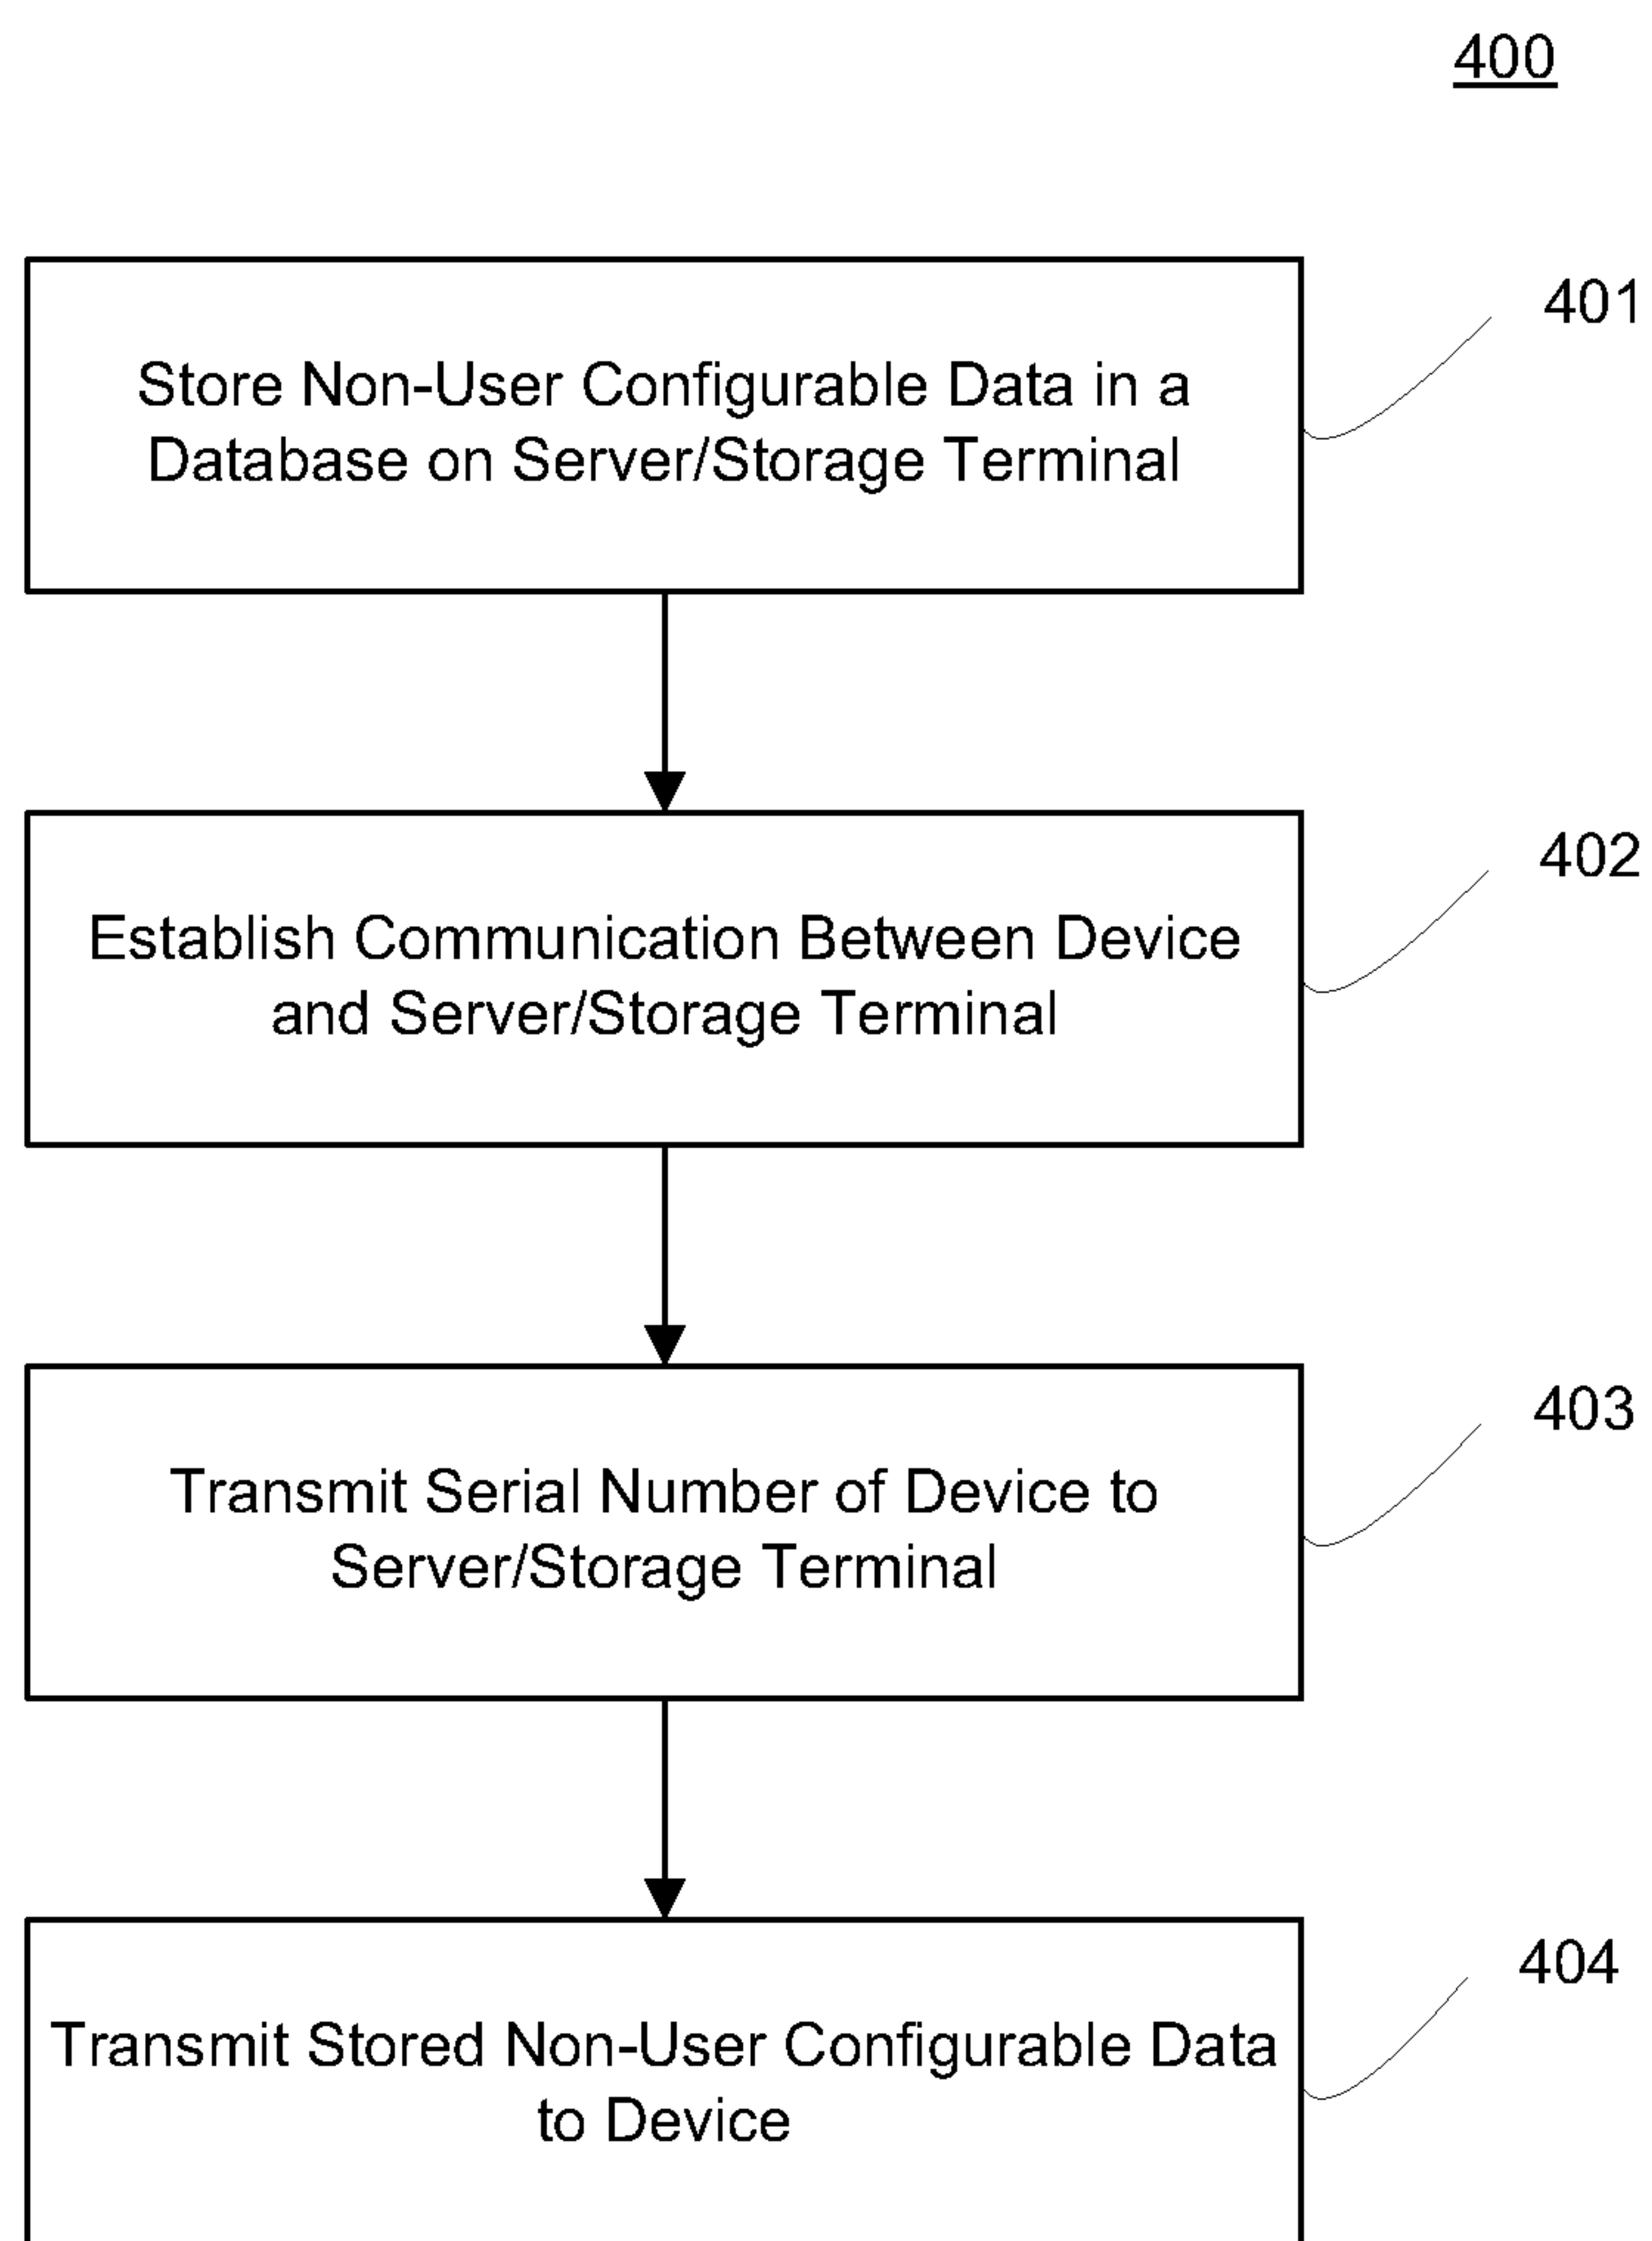 400
401
Store Non-User Configurable Data in a
Database on Server/Storage Terminal
402
Establish Communication Between Device
and Server/Storage Terminal
403
Transmit Serial Number of Device to
Server/Storage Terminal
404
Transmit Stored Non-User Configurable Data
to Device